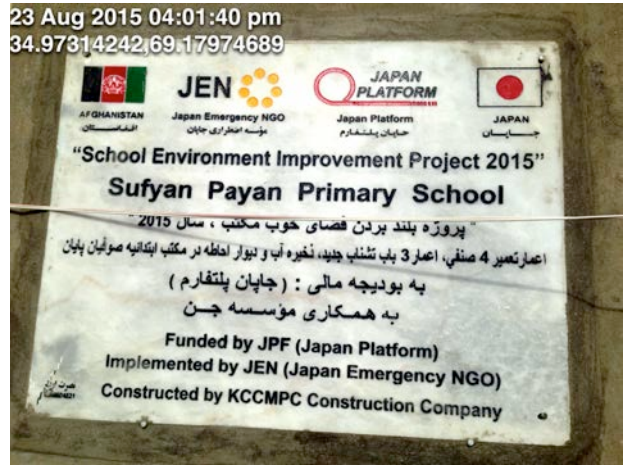 23 Aug 2015 04:01:40 pm
34.97314242,69.17974689
AFGHANISTAN
افغانستان
JEN
Japan Emergency NGO
مؤسسه اضطراری جاپان
JAPAN
PLATFORM
Japan Platform
جاپان پلتفارم
JAPAN
جاپان
“School Environment Improvement Project 2015”
Sufyan Payan Primary School
" پروژه بلند بردن فضای خوب مکتب ، سال 2015 "
اعمار تعمیر 4 صنفی، اعمار 3 باب تشناب جدید، ذخیره آب و دیوار احاطه در مکتب ابتدائیه صوفیان پایان
به بودیجه مالی : ( جاپان پلتفارم )
به همکاری مؤسسه جن
Funded by JPF (Japan Platform)
Implemented by JEN (Japan Emergency NGO)
Constructed by KCCMPC Construction Company